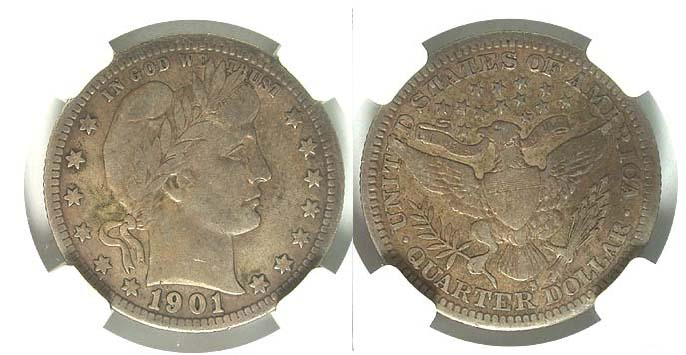 IN GOD WE TRUST
1901
UNITED STATES OF AMERICA
· QUARTER DOLLAR ·